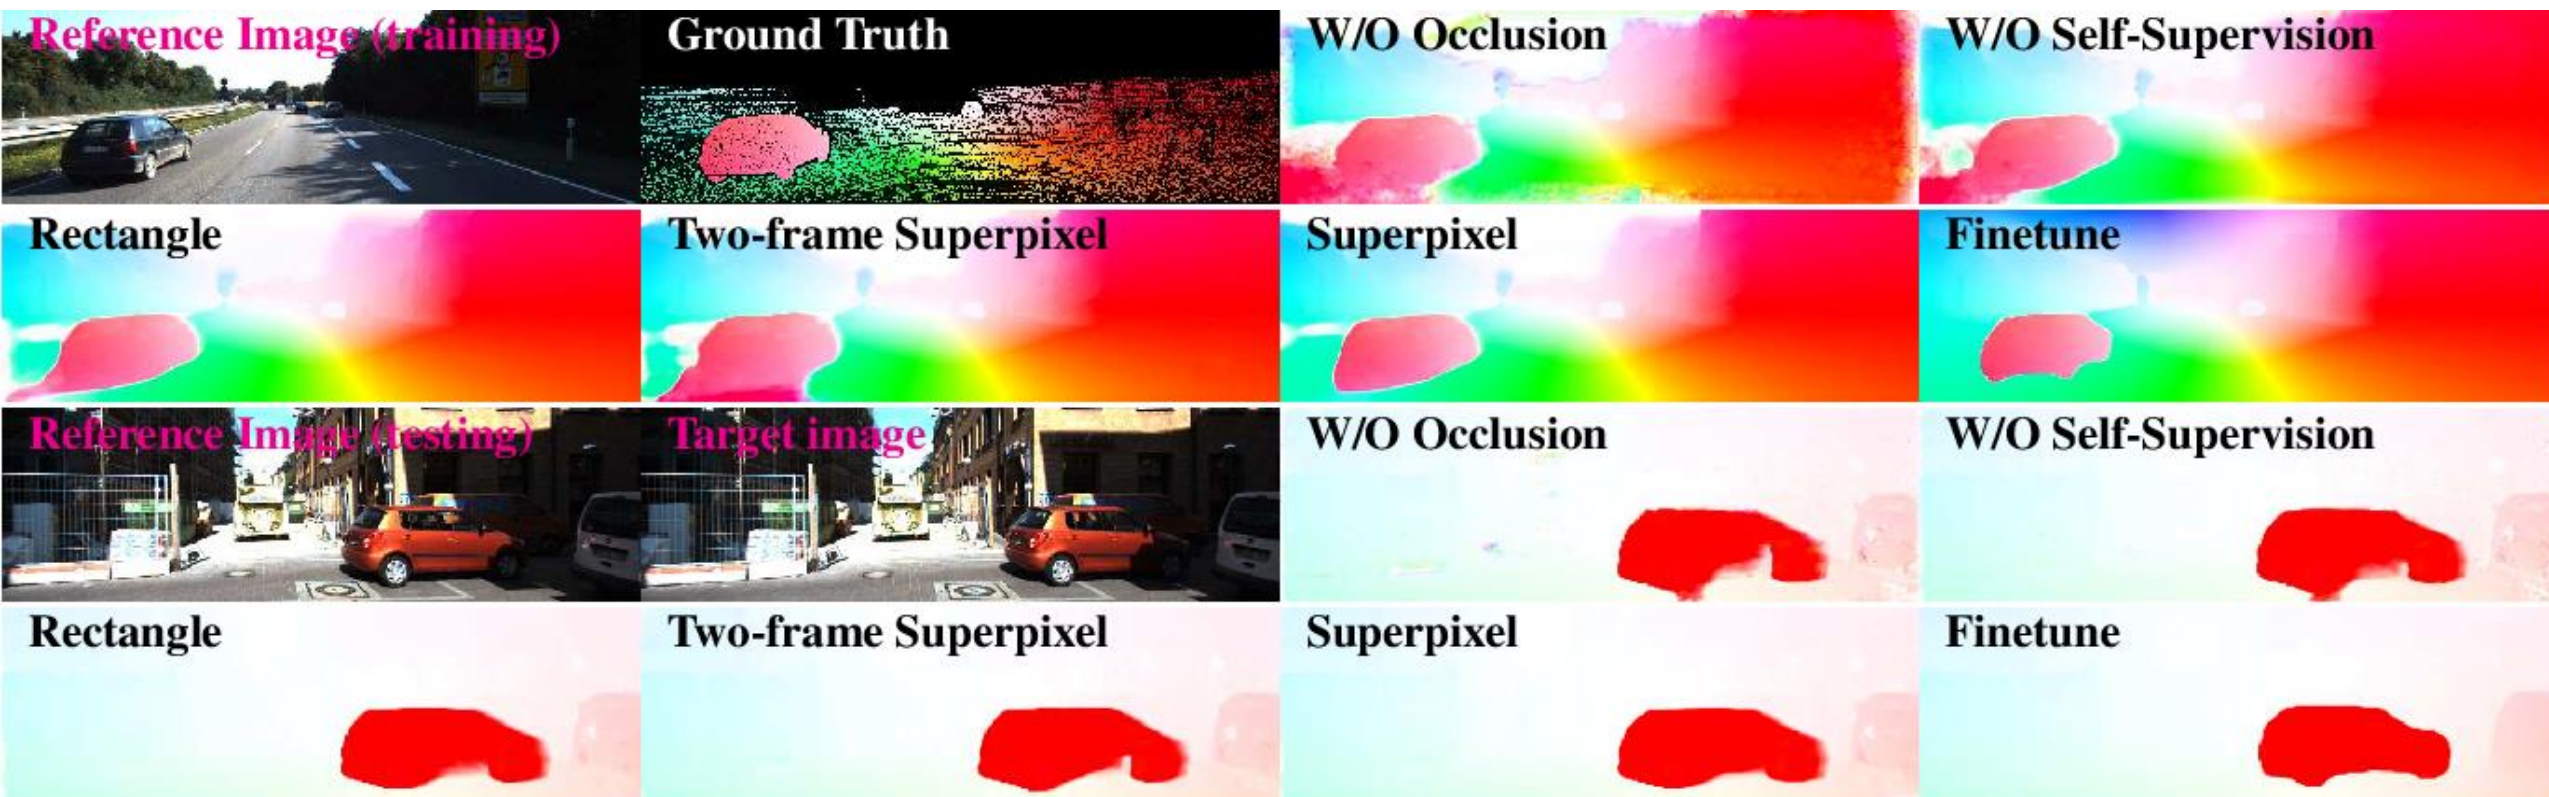 Reference Image (training)
Ground Truth
W/O Occlusion
W/O Self-Supervision
Rectangle
Two-frame Superpixel
Superpixel
Finetune
Reference Image (testing)
Target image
W/O Occlusion
W/O Self-Supervision
Rectangle
Two-frame Superpixel
Superpixel
Finetune